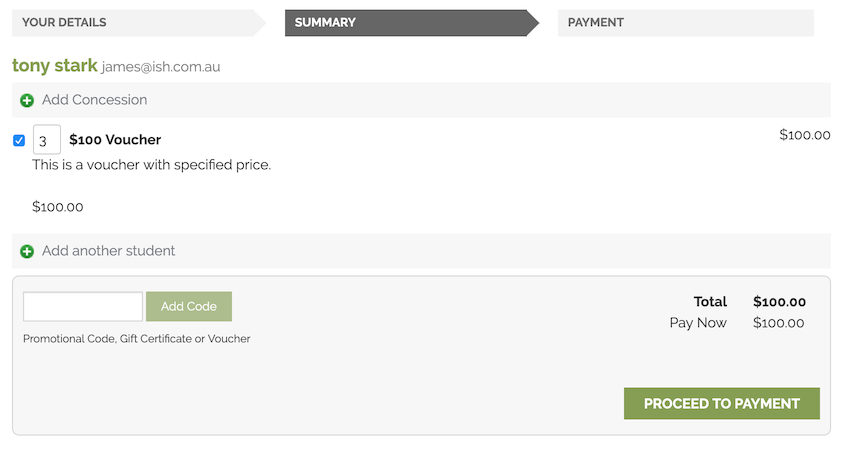 YOUR DETAILS SUMMARY PAYMENT
tony stark james@ish.com.au
Add Concession
3 $100 Voucher $100.00
This is a voucher with specified price.
$100.00
Add another student
Add Code Total $100.00
Pay Now $100.00
Promotional Code, Gift Certificate or Voucher
PROCEED TO PAYMENT